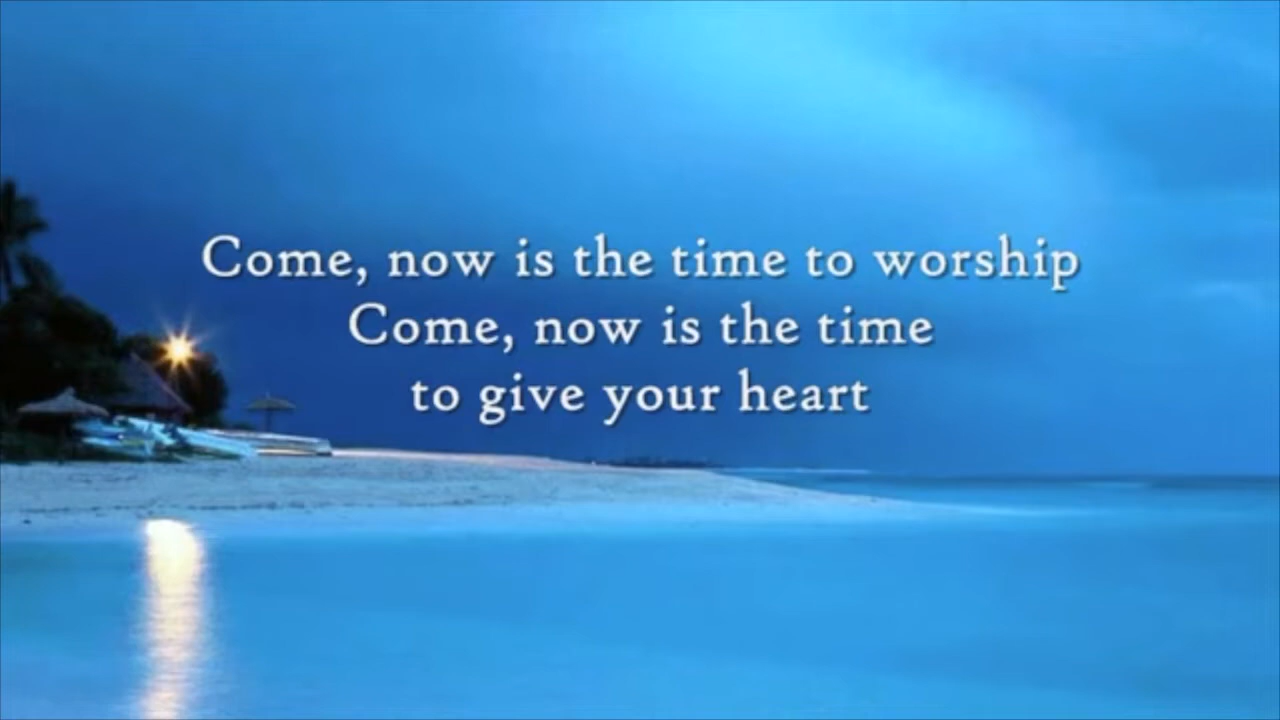 Come, now is the time to worship
Come, now is the time
to give your heart